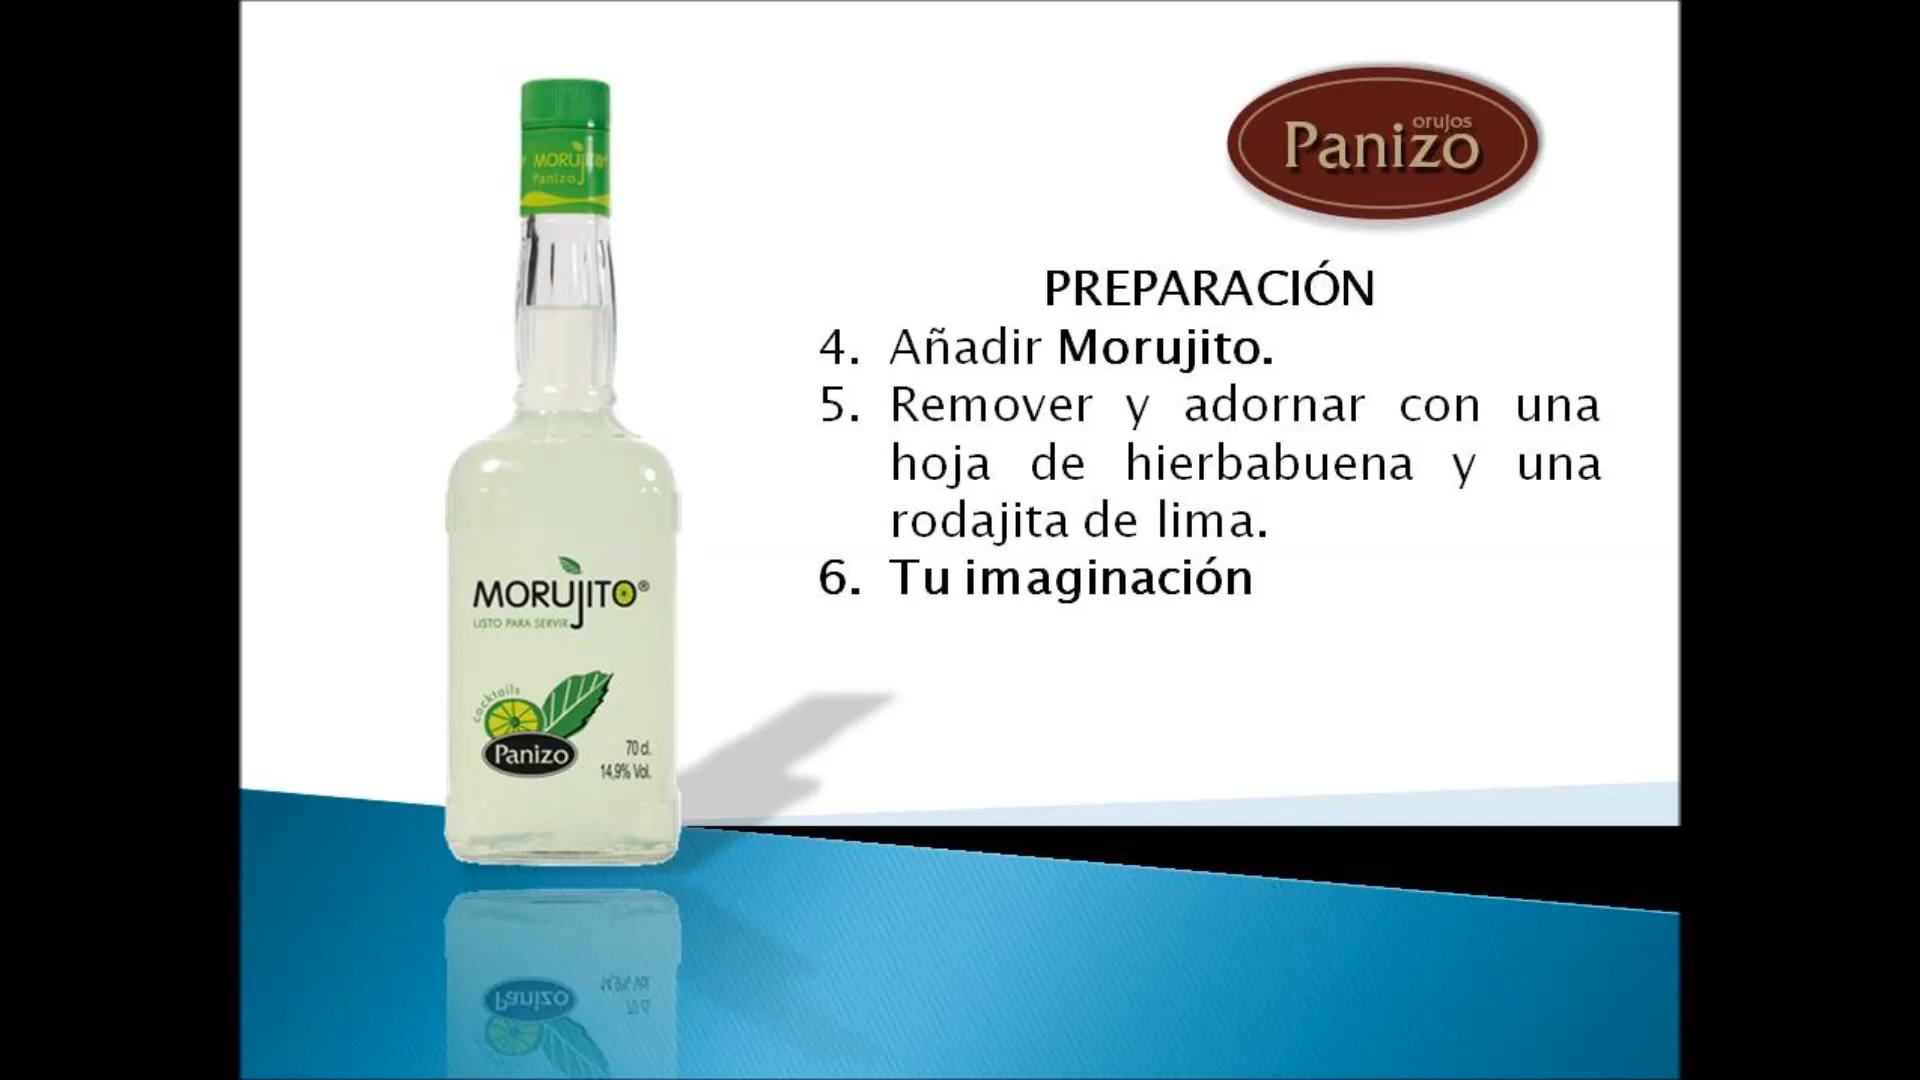 orujos
Panizo
MORUJITO
Panizo
PREPARACIÓN
4. Añadir Morujito.
5. Remover y adornar con una
hoja de hierbabuena y una
rodajita de lima.
6. Tu imaginación
MORUJITO®
LISTO PARA SERVIR
cocktails
Panizo
70 cl.
14,9% Vol.